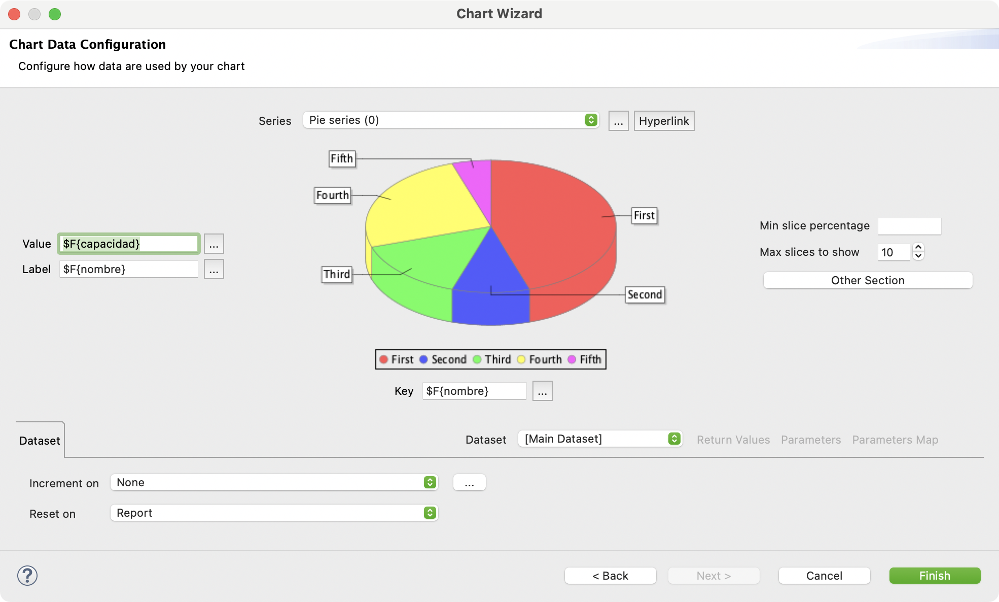 Chart Wizard
Chart Data Configuration
Configure how data are used by your chart
Series Pie series (0) ... Hyperlink
Fifth
Fourth
First
Third
Second
Value $F{capacidad} ...
Label $F{nombre} ...
Min slice percentage
Max slices to show 10
Other Section
First Second Third Fourth Fifth
Key $F{nombre} ...
Dataset
Dataset [Main Dataset] Return Values Parameters Parameters Map
Increment on None ...
Reset on Report
? < Back Next > Cancel Finish